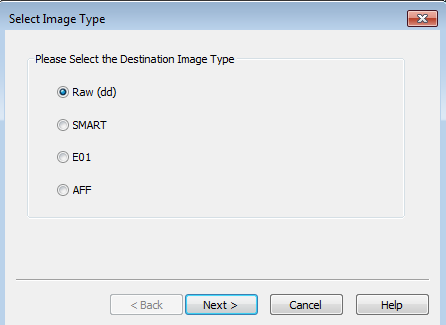 Select Image Type
Please Select the Destination Image Type
Raw (dd)
SMART
E01
AFF
< Back Next > Cancel Help